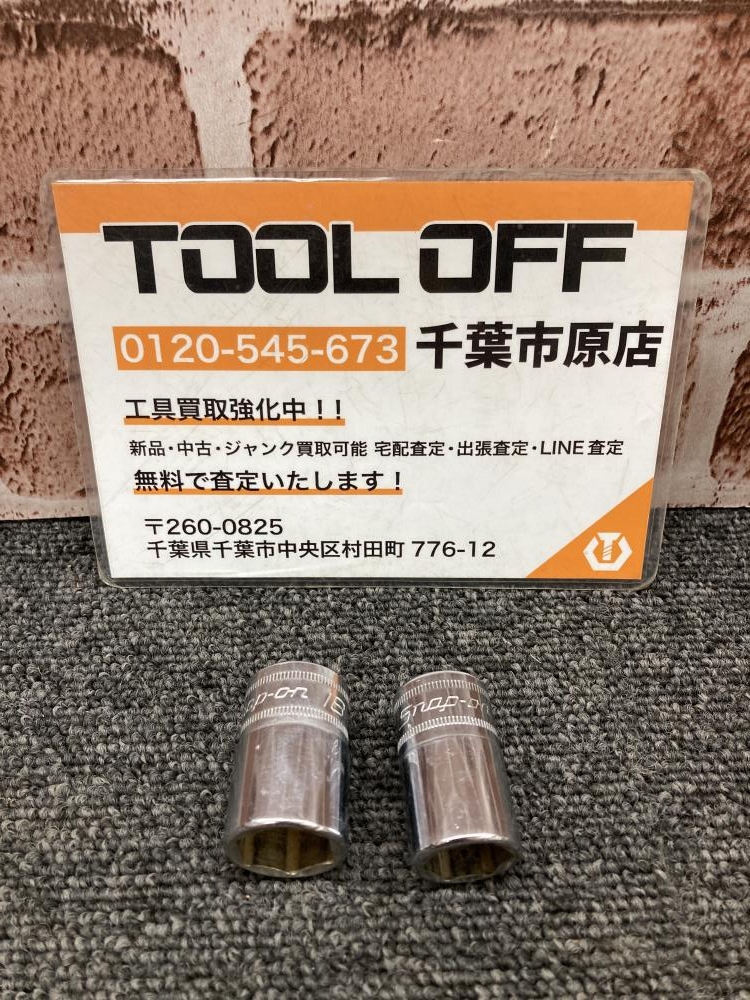 TOOL OFF
0120-545-673 千葉市原店
工具買取強化中！！
新品・中古・ジャンク買取可能 宅配査定・出張査定・LINE査定
無料で査定いたします！
〒260-0825
千葉県千葉市中央区村田町 776-12
Snap-on